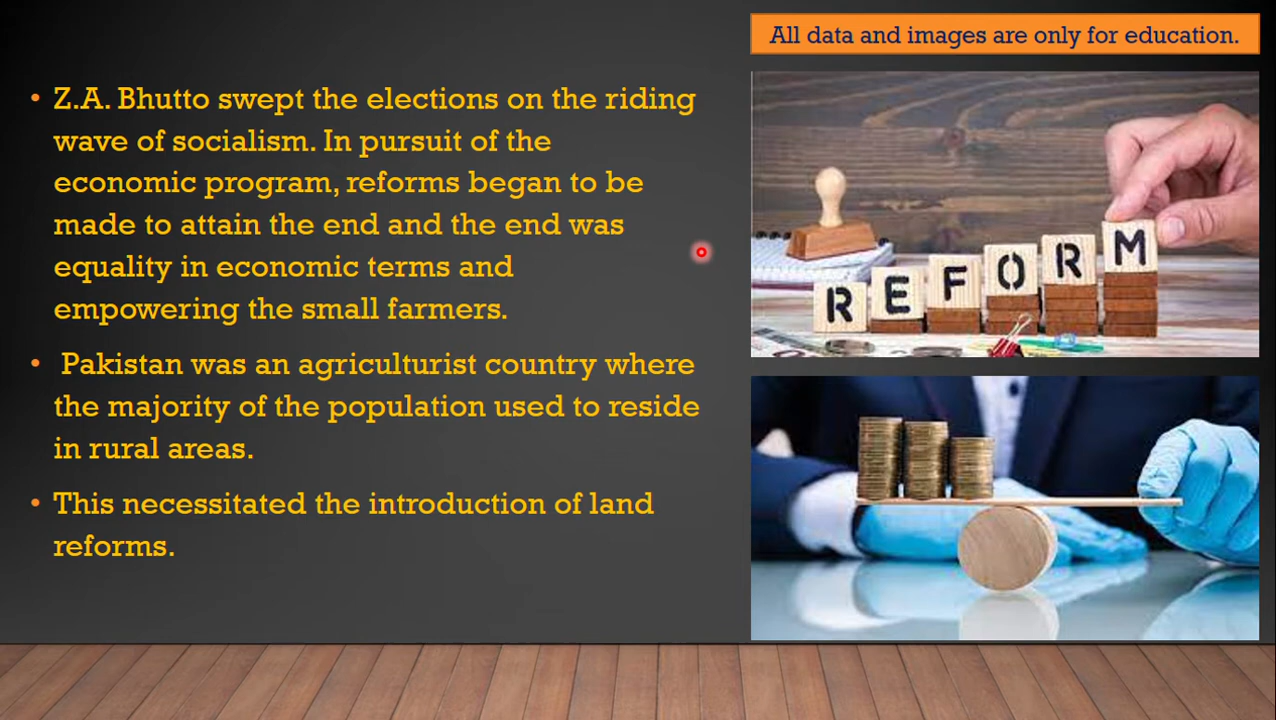 All data and images are only for education.
• Z.A. Bhutto swept the elections on the riding
wave of socialism. In pursuit of the
economic program, reforms began to be
made to attain the end and the end was
equality in economic terms and
empowering the small farmers.
• Pakistan was an agriculturist country where
the majority of the population used to reside
in rural areas.
• This necessitated the introduction of land
reforms.
REFORM